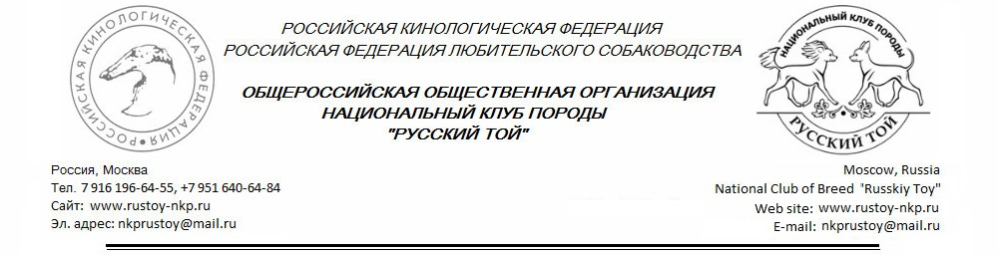 РОССИЙСКАЯ КИНОЛОГИЧЕСКАЯ ФЕДЕРАЦИЯ
РОССИЙСКАЯ КИНОЛОГИЧЕСКАЯ ФЕДЕРАЦИЯ
РОССИЙСКАЯ ФЕДЕРАЦИЯ ЛЮБИТЕЛЬСКОГО СОБАКОВОДСТВА
ОБЩЕРОССИЙСКАЯ ОБЩЕСТВЕННАЯ ОРГАНИЗАЦИЯ
НАЦИОНАЛЬНЫЙ КЛУБ ПОРОДЫ
"РУССКИЙ ТОЙ"
НАЦИОНАЛЬНЫЙ КЛУБ ПОРОДЫ
РУССКИЙ ТОЙ
Россия, Москва
Тел. 7 916 196-64-55, +7 951 640-64-84
Сайт: www.rustoy-nkp.ru
Эл. адрес: nkprustoy@mail.ru
Moscow, Russia
National Club of Breed "Russkiy Toy"
Web site: www.rustoy-nkp.ru
E-mail: nkprustoy@mail.ru